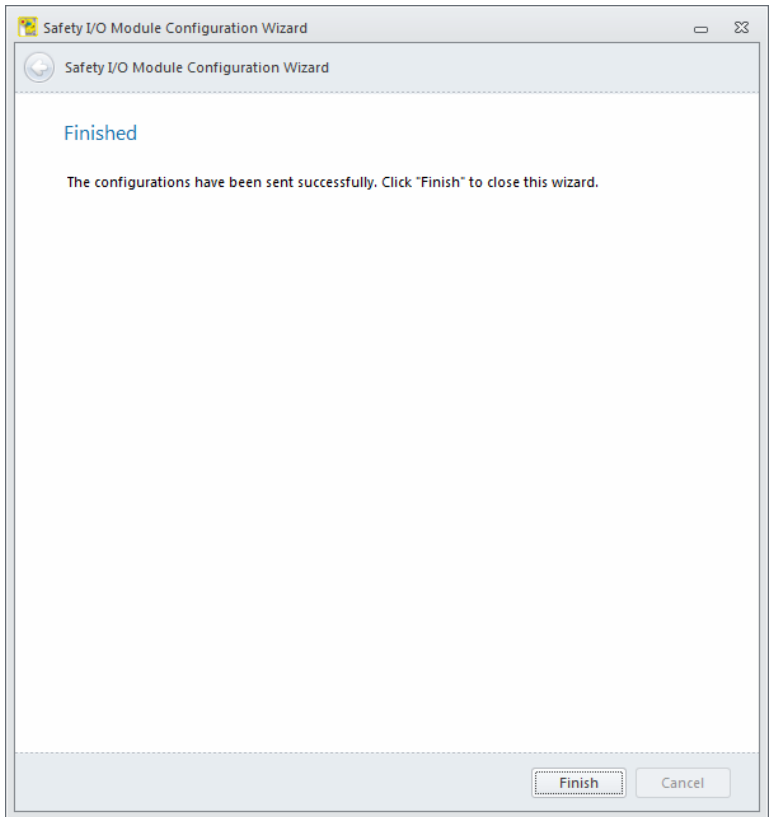 Safety I/O Module Configuration Wizard
Safety I/O Module Configuration Wizard
Finished
The configurations have been sent successfully. Click "Finish" to close this wizard.
Finish
Cancel